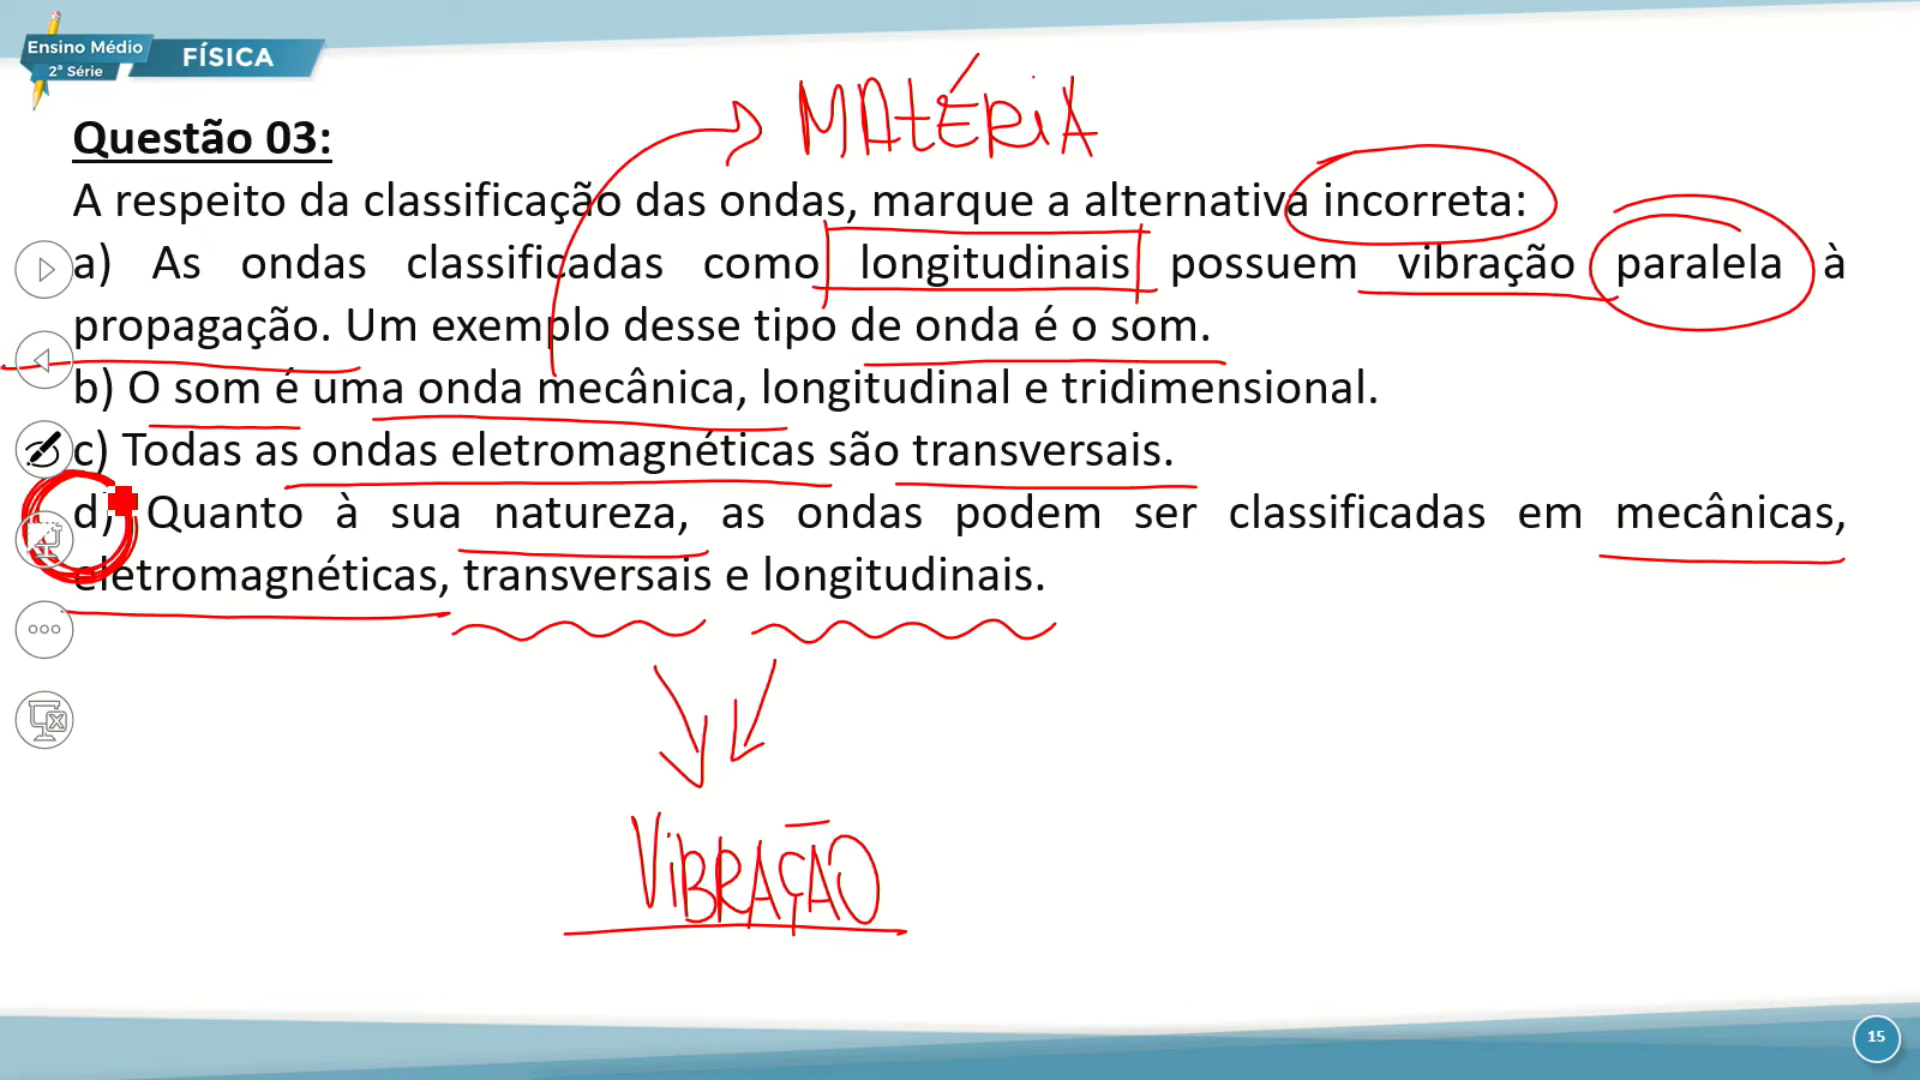 Ensino Médio
2ª Série
FÍSICA
MAtÉRiA
Questão 03:
A respeito da classificação das ondas, marque a alternativa incorreta:
a) As ondas classificadas como longitudinais possuem vibração paralela à
propagação. Um exemplo desse tipo de onda é o som.
b) O som é uma onda mecânica, longitudinal e tridimensional.
c) Todas as ondas eletromagnéticas são transversais.
d) Quanto à sua natureza, as ondas podem ser classificadas em mecânicas,
eletromagnéticas, transversais e longitudinais.
ViBRAÇÃO
15